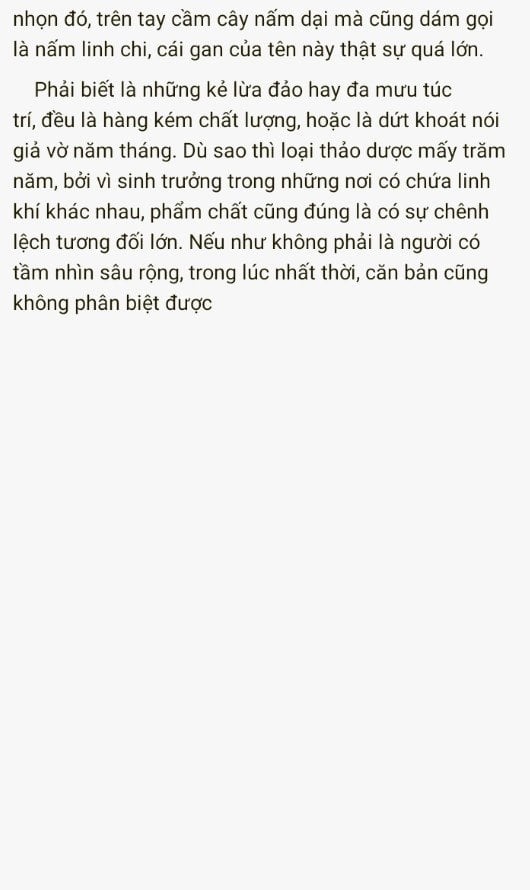 nhọn đó, trên tay cầm cây nấm dại mà cũng dám gọi
là nấm linh chi, cái gan của tên này thật sự quá lớn.
Phải biết là những kẻ lừa đảo hay đa mưu túc
trí, đều là hàng kém chất lượng, hoặc là dứt khoát nói
giả vờ năm tháng. Dù sao thì loại thảo dược mấy trăm
năm, bởi vì sinh trưởng trong những nơi có chứa linh
khí khác nhau, phẩm chất cũng đúng là có sự chênh
lệch tương đối lớn. Nếu như không phải là người có
tầm nhìn sâu rộng, trong lúc nhất thời, căn bản cũng
không phân biệt được